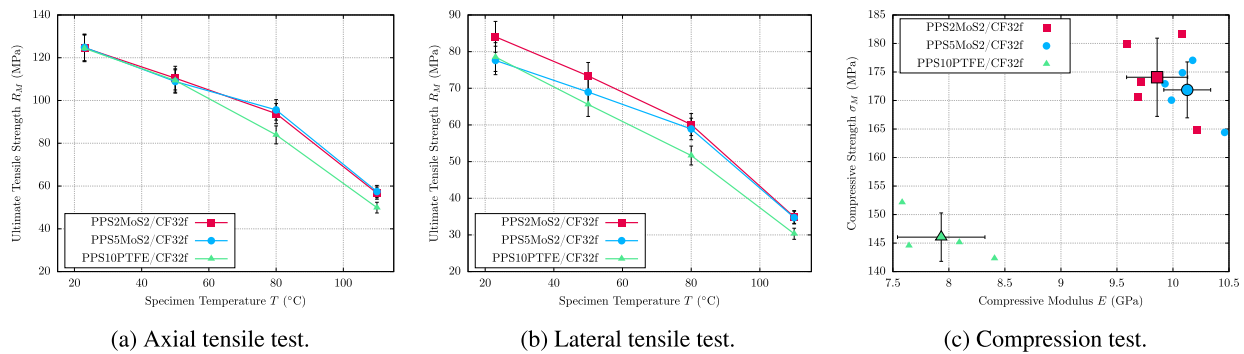 140
120
100
80
60
40
20
20
40
60
80
100
Ultimate Tensile Strength R_M (MPa)
Specimen Temperature T (°C)
PPS2MoS2/CF32f
PPS5MoS2/CF32f
PPS10PTFE/CF32f
(a) Axial tensile test.
90
80
70
60
50
40
30
20
20
40
60
80
100
Ultimate Tensile Strength R_M (MPa)
Specimen Temperature T (°C)
PPS2MoS2/CF32f
PPS5MoS2/CF32f
PPS10PTFE/CF32f
(b) Lateral tensile test.
185
180
175
170
165
160
155
150
145
140
7.5
8
8.5
9
9.5
10
10.5
Compressive Strength σ_M (MPa)
Compressive Modulus E (GPa)
PPS2MoS2/CF32f
PPS5MoS2/CF32f
PPS10PTFE/CF32f
(c) Compression test.